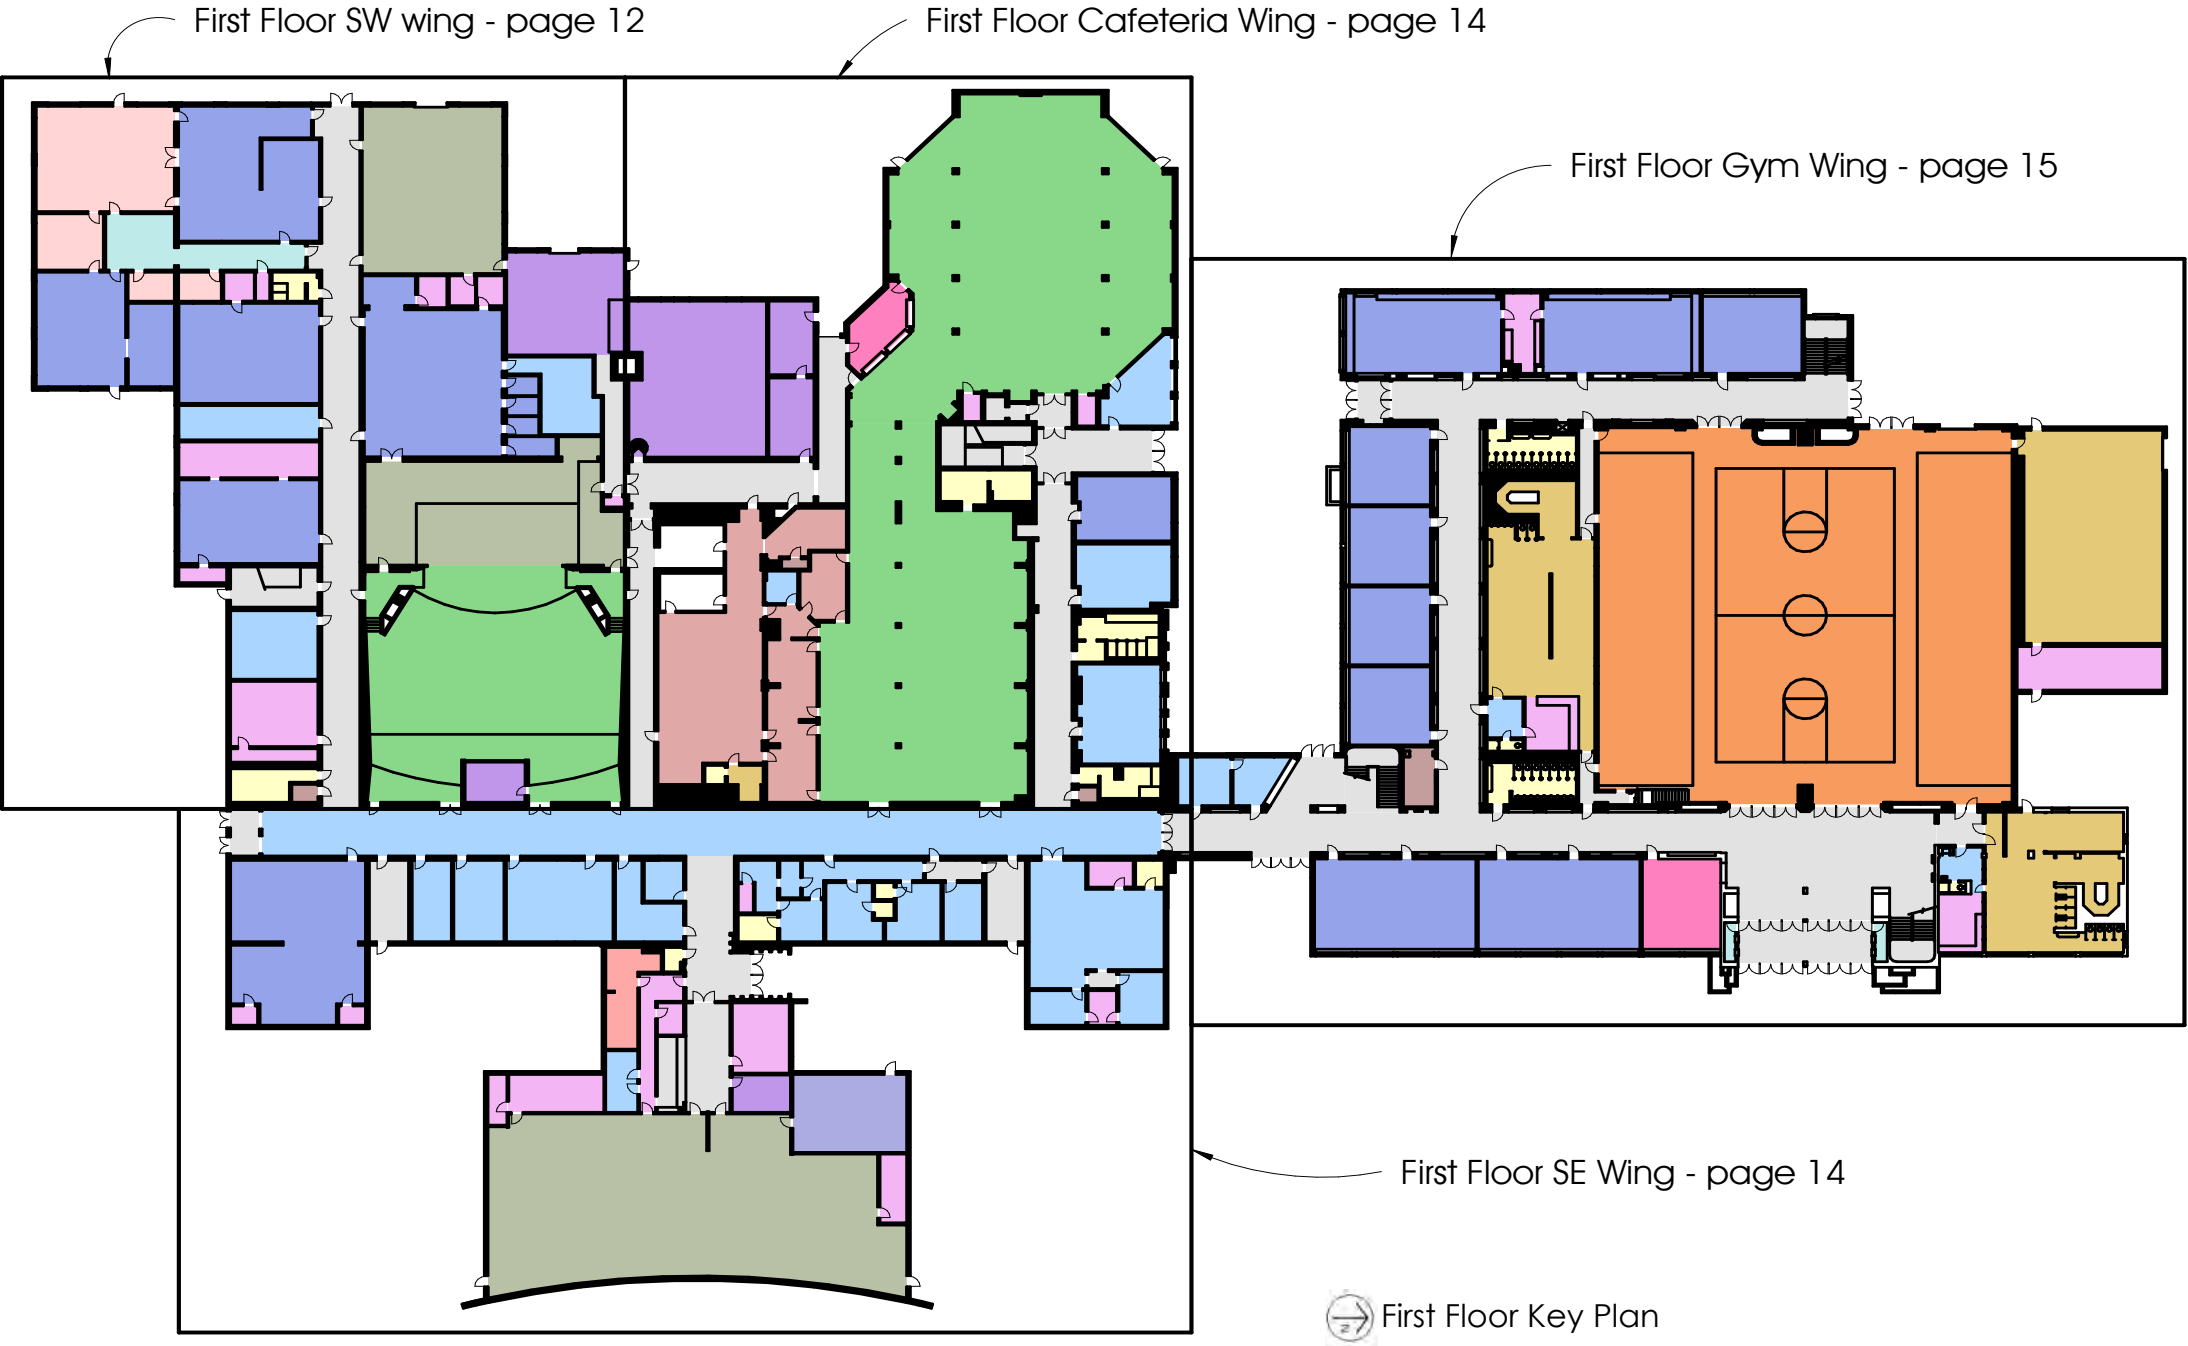 First Floor SW wing - page 12
First Floor Cafeteria Wing - page 14
First Floor Gym Wing - page 15
First Floor SE Wing - page 14
N
First Floor Key Plan